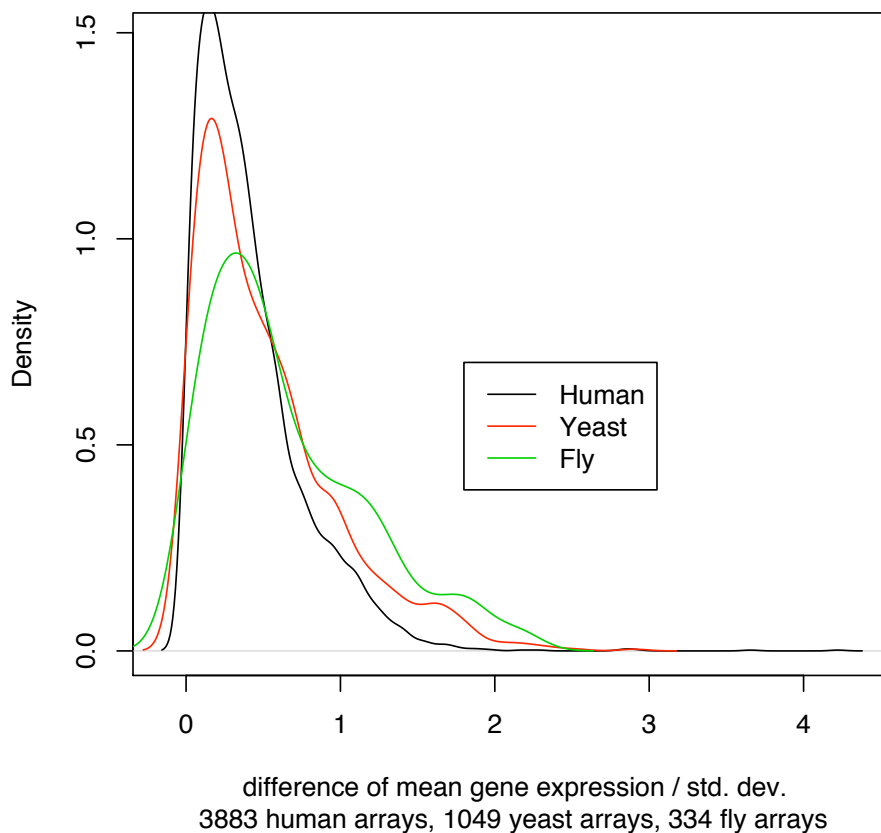 1.5
1.0
0.5
0.0
Density
Human
Yeast
Fly
0 1 2 3 4
difference of mean gene expression / std. dev.
3883 human arrays, 1049 yeast arrays, 334 fly arrays